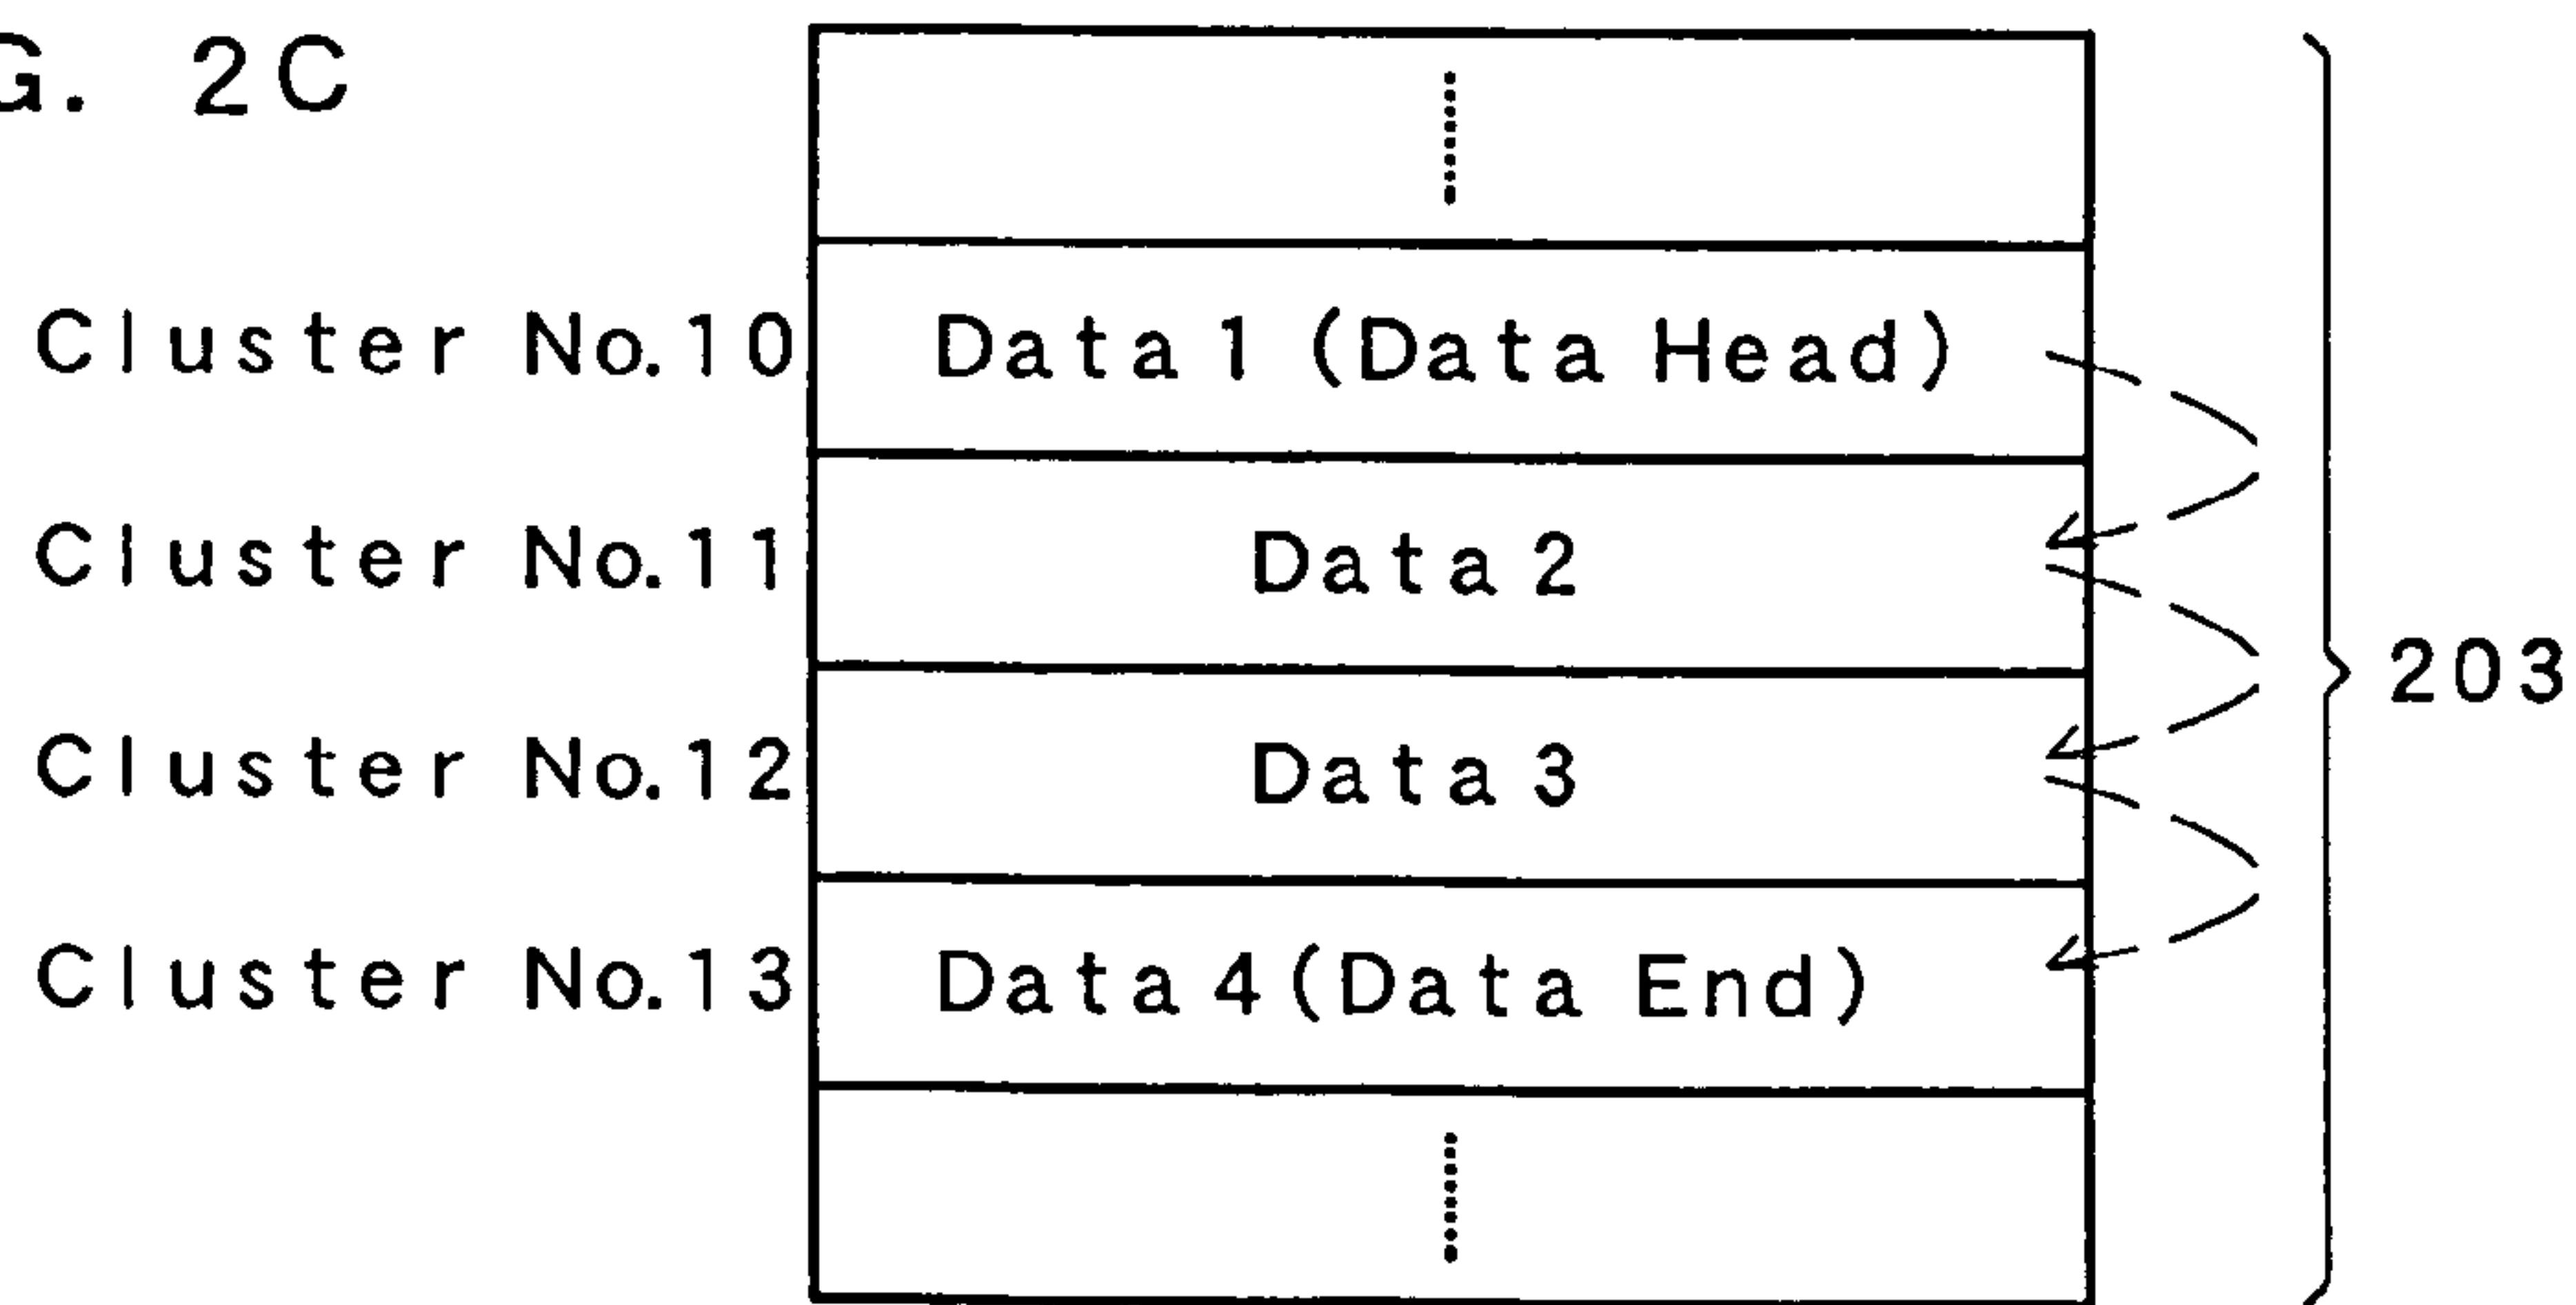 G. 2C
Cluster No.10 Data 1 (Data Head)
Cluster No.11 Data 2
203
Cluster No.12 Data 3
Cluster No.13 Data 4 (Data End)